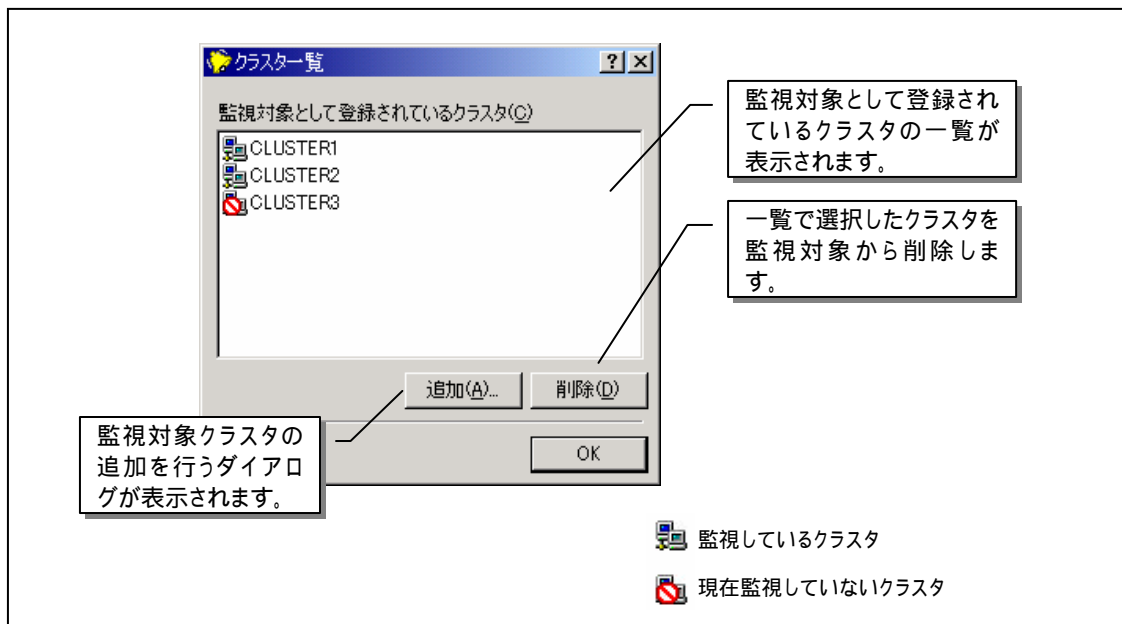 クラスター覧
監視対象として登録されているクラスタ(C)
CLUSTER1
CLUSTER2
CLUSTER3
追加(A)...
削除(D)
OK
監視対象として登録され
ているクラスタの一覧が
表示されます。
一覧で選択したクラスタを
監視対象から削除しま
す。
監視対象クラスタの
追加を行うダイアロ
グが表示されます。
監視しているクラスタ
現在監視していないクラスタ